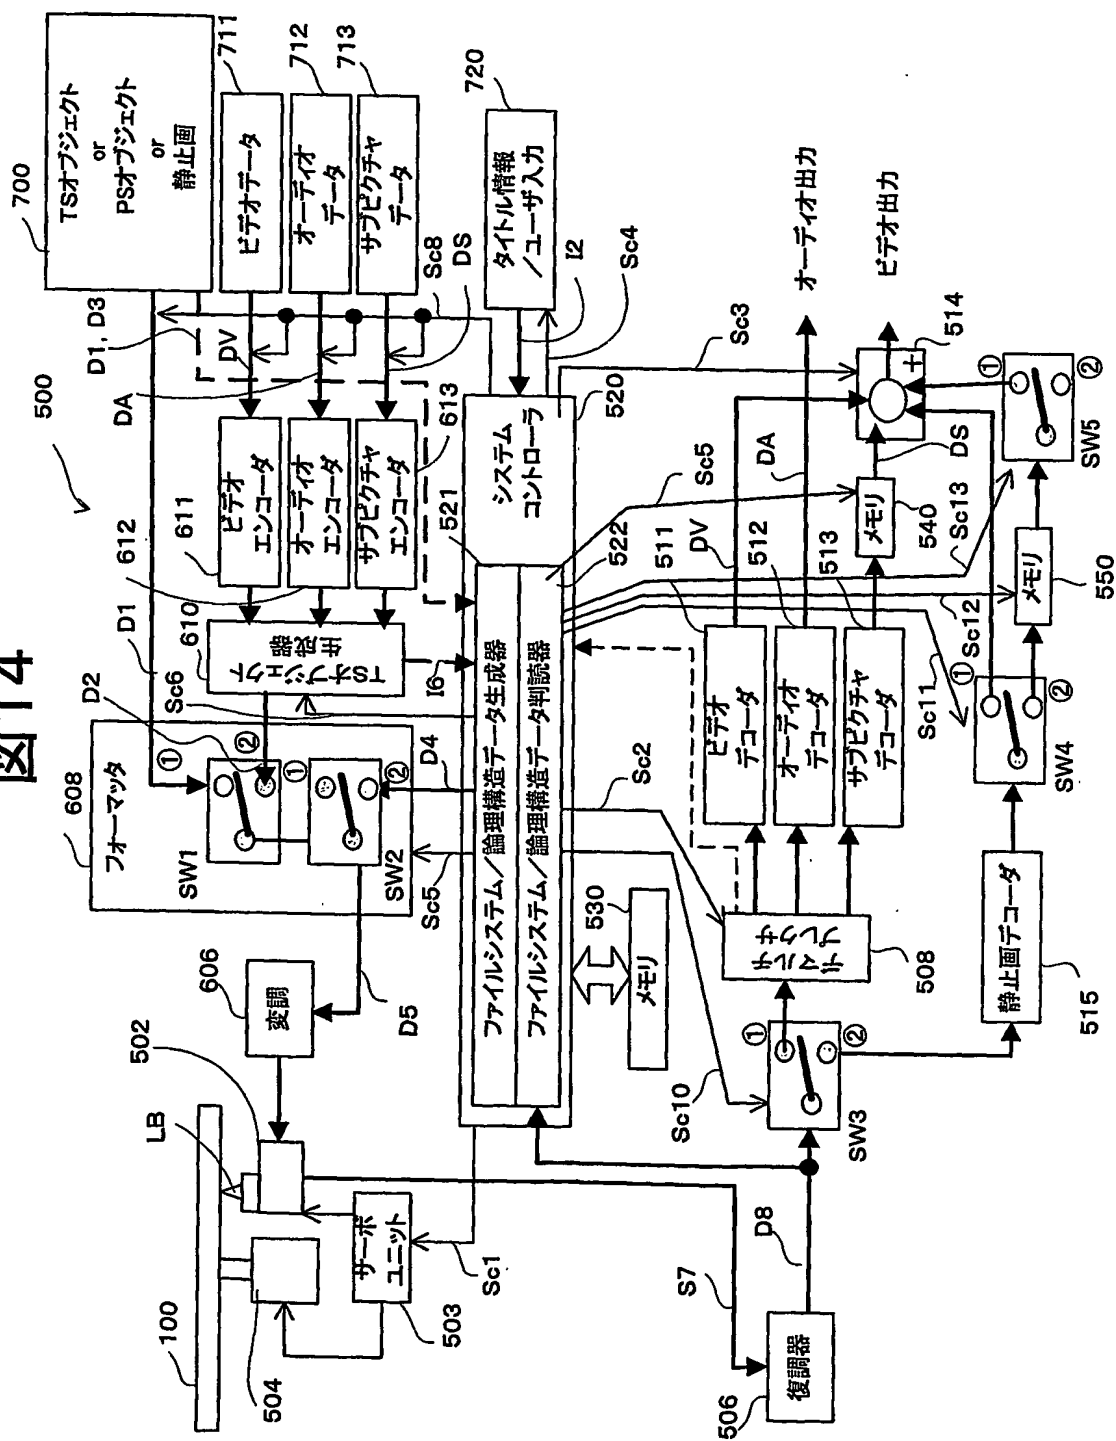 図14
500
700
TSオブジェクト
or
PSオブジェクト
or
静止画
711
ビデオデータ
712
オーディオ
データ
713
サブピクチャ
データ
720
タイトル情報
/ユーザ入力
D1, D3
D1
DV
DA
DS
Sc8
I2
Sc4
611
ビデオ
エンコーダ
612
オーディオ
エンコーダ
613
サブピクチャ
エンコーダ
610
TSオブジェクト
生成器
Sc6
D2
I6
608
フォーマッタ
①
②
SW1
①
②
SW2
D4
Sc5
D5
606
変調
502
LB
100
504
サーボ
ユニット
503
Sc1
S7
復調器
506
D8
520
システム
コントローラ
521
ファイルシステム/論理構造データ生成器
522
ファイルシステム/論理構造データ判読器
530
メモリ
Sc10
Sc2
SW3
①
②
デマルチ
プレクサ
508
511
ビデオ
デコーダ
512
オーディオ
デコーダ
513
サブピクチャ
デコーダ
DV
DA
Sc5
Sc3
メモリ
540
DS
514
+
オーディオ出力
ビデオ出力
静止画デコーダ
515
SW4
①
②
Sc11
Sc12
Sc13
メモリ
550
SW5
①
②